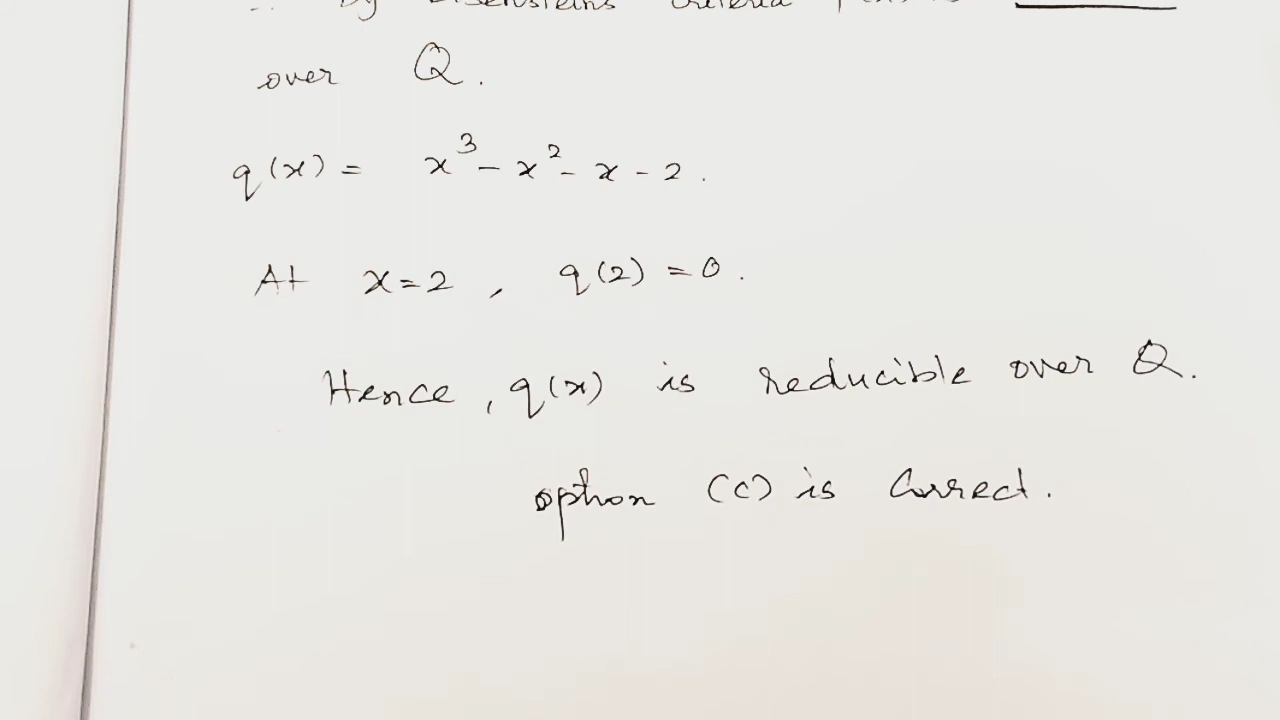 over Q.
q(x) = x³ - x² - x - 2.
At x = 2 , q(2) = 0.
Hence, q(x) is reducible over Q.
option (c) is Correct.